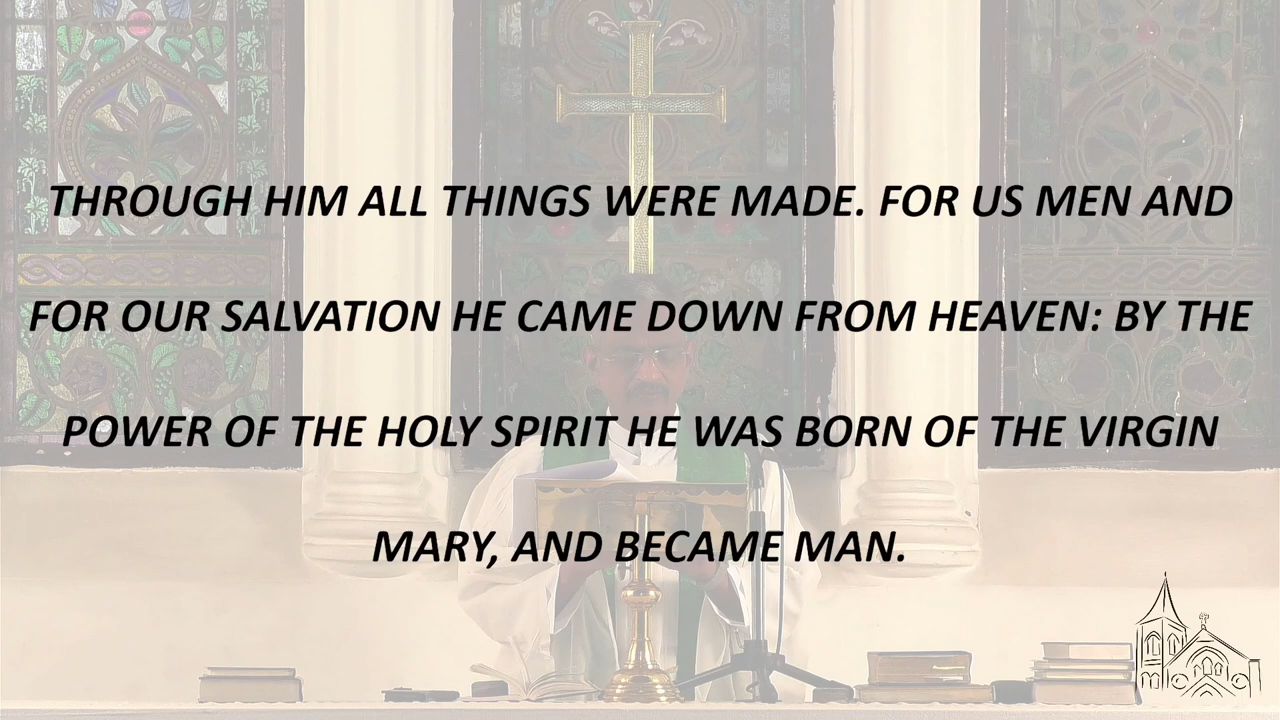 THROUGH HIM ALL THINGS WERE MADE. FOR US MEN AND
FOR OUR SALVATION HE CAME DOWN FROM HEAVEN: BY THE
POWER OF THE HOLY SPIRIT HE WAS BORN OF THE VIRGIN
MARY, AND BECAME MAN.